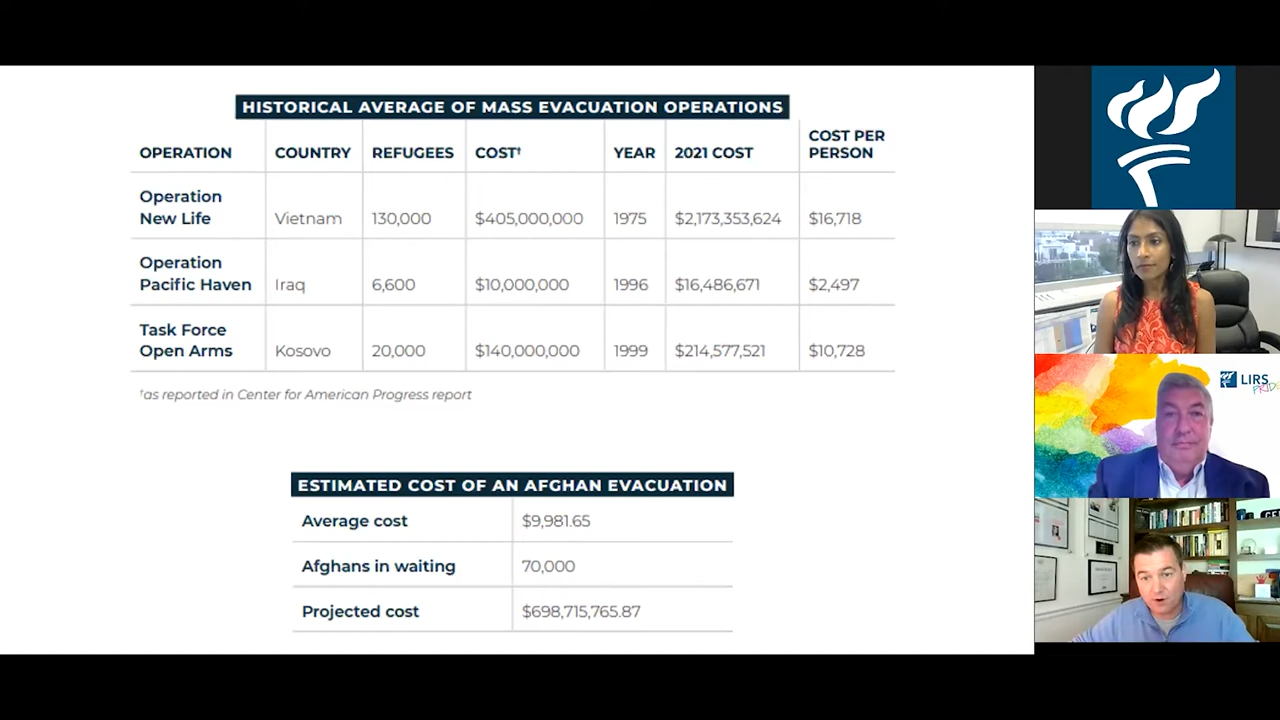 HISTORICAL AVERAGE OF MASS EVACUATION OPERATIONS
OPERATION COUNTRY REFUGEES COST† YEAR 2021 COST COST PER PERSON
Operation New Life Vietnam 130,000 $405,000,000 1975 $2,173,353,624 $16,718
Operation Pacific Haven Iraq 6,600 $10,000,000 1996 $16,486,671 $2,497
Task Force Open Arms Kosovo 20,000 $140,000,000 1999 $214,577,521 $10,728
†as reported in Center for American Progress report
ESTIMATED COST OF AN AFGHAN EVACUATION
Average cost $9,981.65
Afghans in waiting 70,000
Projected cost $698,715,765.87
LIRS
PRIDE